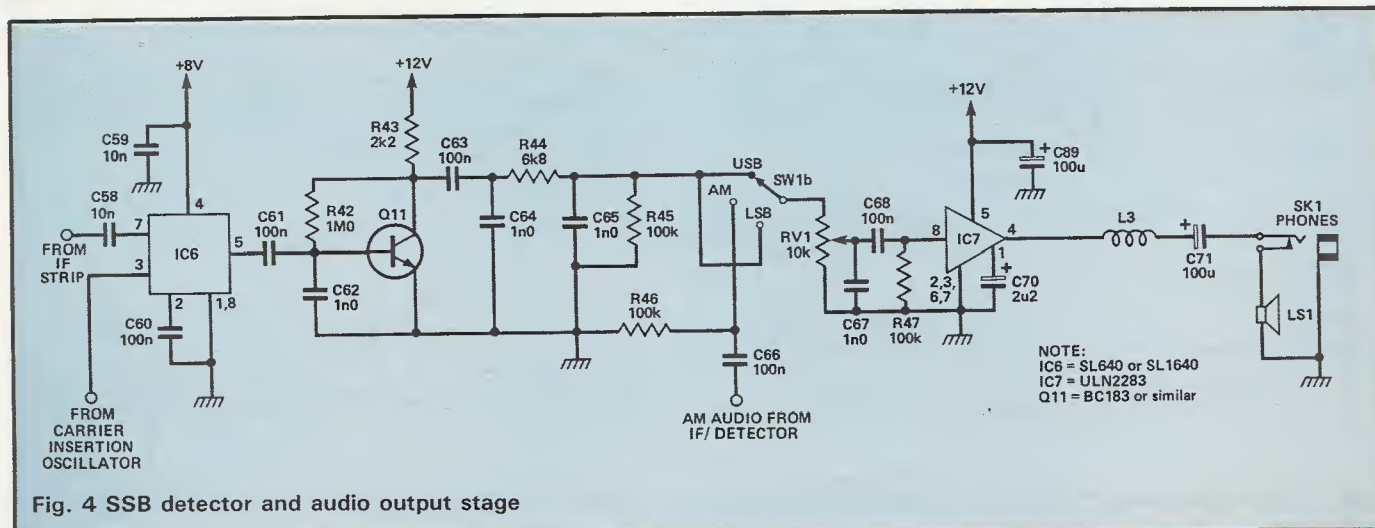 +8V
C59
10n
C58
10n
FROM
IF
STRIP
7
4
IC6
5
3
2
1,8
C60
100n
FROM
CARRIER
INSERTION
OSCILLATOR
C61
100n
+12V
R43
2k2
R42
1M0
Q11
C62
1n0
C63
100n
R44
6k8
C64
1n0
C65
1n0
R45
100k
R46
100k
USB
AM
SW1b
LSB
C66
100n
AM AUDIO FROM
IF/ DETECTOR
RV1
10k
C68
100n
C67
1n0
R47
100k
+12V
+
C89
100u
8
5
IC7
4
1
2,3,
6,7
+
C70
2u2
L3
+
C71
100u
SK1
PHONES
LS1
NOTE:
IC6 = SL640 or SL1640
IC7 = ULN2283
Q11 = BC183 or similar
Fig. 4 SSB detector and audio output stage